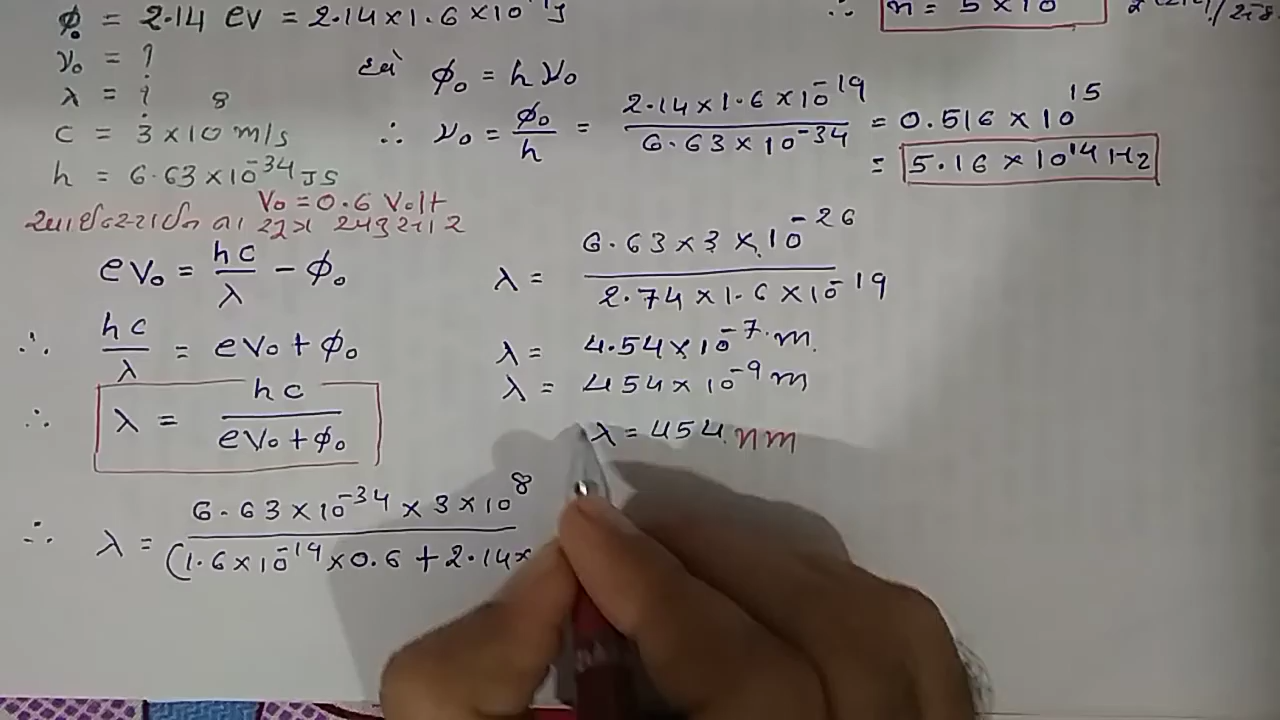 ϕ₀ = 2.14 eV = 2.14×1.6×10 J
∴ n = 5×10
ν₀ = ?
λ = ?
c = 3×10⁸ m/s
h = 6.63×10⁻³⁴ JS
ϕ₀ = hν₀
∴ ν₀ = ϕ₀/h = 2.14×1.6×10⁻¹⁹ / 6.63×10⁻³⁴ = 0.516×10¹⁵
= 5.16×10¹⁴ Hz
V₀ = 0.6 Volt
eV₀ = hc/λ − ϕ₀
∴ hc/λ = eV₀ + ϕ₀
∴ λ = hc / eV₀+ϕ₀
∴ λ = 6.63×10⁻³⁴ × 3×10⁸ / (1.6×10⁻¹⁹×0.6 + 2.14×
λ = 6.63×3×10⁻²⁶ / 2.74×1.6×10⁻¹⁹
λ = 4.54×10⁻⁷ m.
λ = 454×10⁻⁹ m
λ = 454 nm